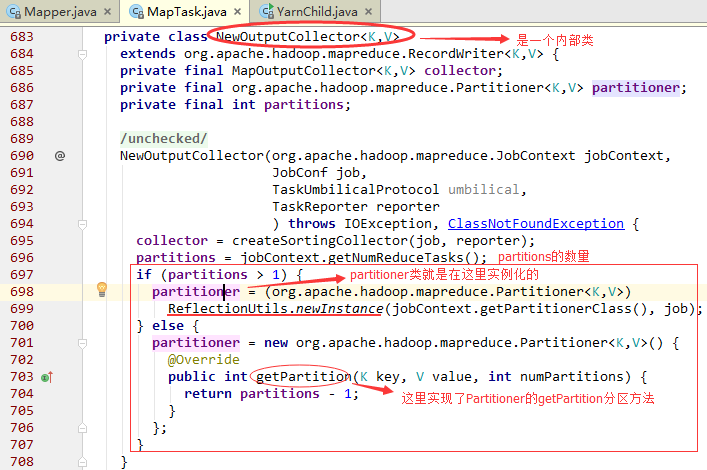 Mapper.java × MapTask.java × YarnChild.java ×
683 private class NewOutputCollector<K,V> 是一个内部类
684 extends org.apache.hadoop.mapreduce.RecordWriter<K,V> {
685 private final MapOutputCollector<K,V> collector;
686 private final org.apache.hadoop.mapreduce.Partitioner<K,V> partitioner;
687 private final int partitions;
688
689 /unchecked/
690 @ NewOutputCollector(org.apache.hadoop.mapreduce.JobContext jobContext,
691 JobConf job,
692 TaskUmbilicalProtocol umbilical,
693 TaskReporter reporter
694 ) throws IOException, ClassNotFoundException {
695 collector = createSortingCollector(job, reporter);
696 partitions = jobContext.getNumReduceTasks(); partitions的数量
697 if (partitions > 1) { partitioner类就是在这里实例化的
698 partitioner = (org.apache.hadoop.mapreduce.Partitioner<K,V>)
699 ReflectionUtils.newInstance(jobContext.getPartitionerClass(), job);
700 } else {
701 partitioner = new org.apache.hadoop.mapreduce.Partitioner<K,V>() {
702 @Override
703 public int getPartition(K key, V value, int numPartitions) {
704 return partitions - 1; 这里实现了Partitioner的getPartition分区方法
705 }
706 };
707 }
708 }